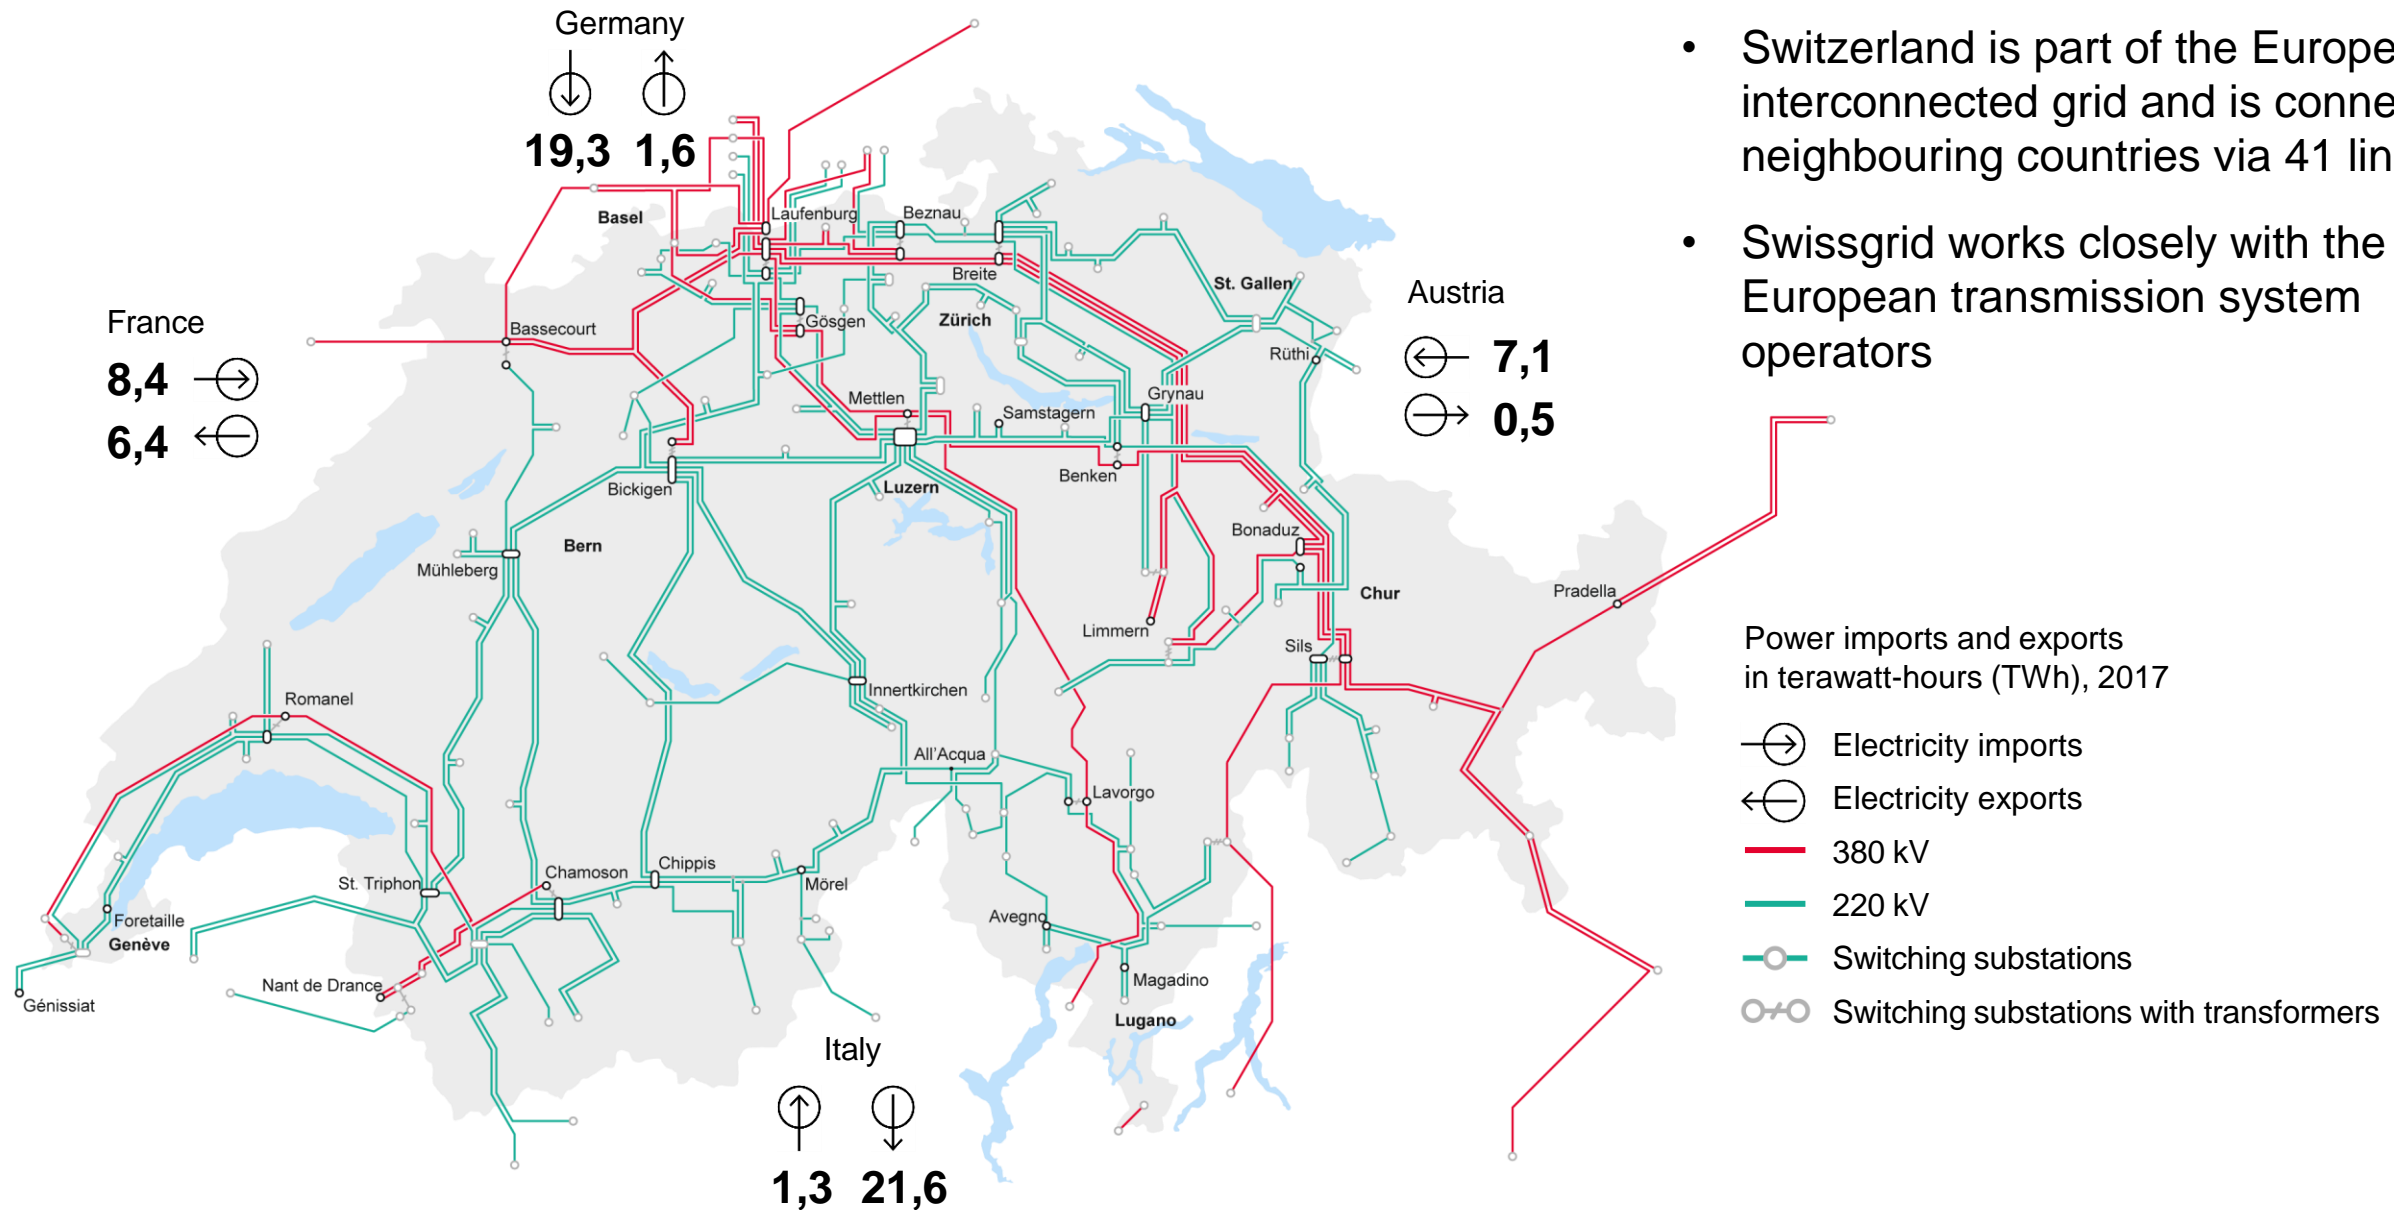 Germany
19,3 1,6
• Switzerland is part of the Europe
interconnected grid and is conne
neighbouring countries via 41 lin
• Swissgrid works closely with the
European transmission system
operators
Basel
Laufenburg
Beznau
Breite
St. Gallen
Austria
7,1
0,5
France
8,4
6,4
Bassecourt
Gösgen
Zürich
Rüthi
Mettlen
Samstagern
Grynau
Bickigen
Luzern
Benken
Bonaduz
Mühleberg
Bern
Chur
Pradella
Limmern
Sils
Power imports and exports
in terawatt-hours (TWh), 2017
Electricity imports
Electricity exports
380 kV
220 kV
Switching substations
Switching substations with transformers
Romanel
Innertkirchen
All'Acqua
Lavorgo
St. Triphon
Chamoson
Chippis
Mörel
Foretaille
Genève
Avegno
Nant de Drance
Magadino
Génissiat
Lugano
Italy
1,3 21,6